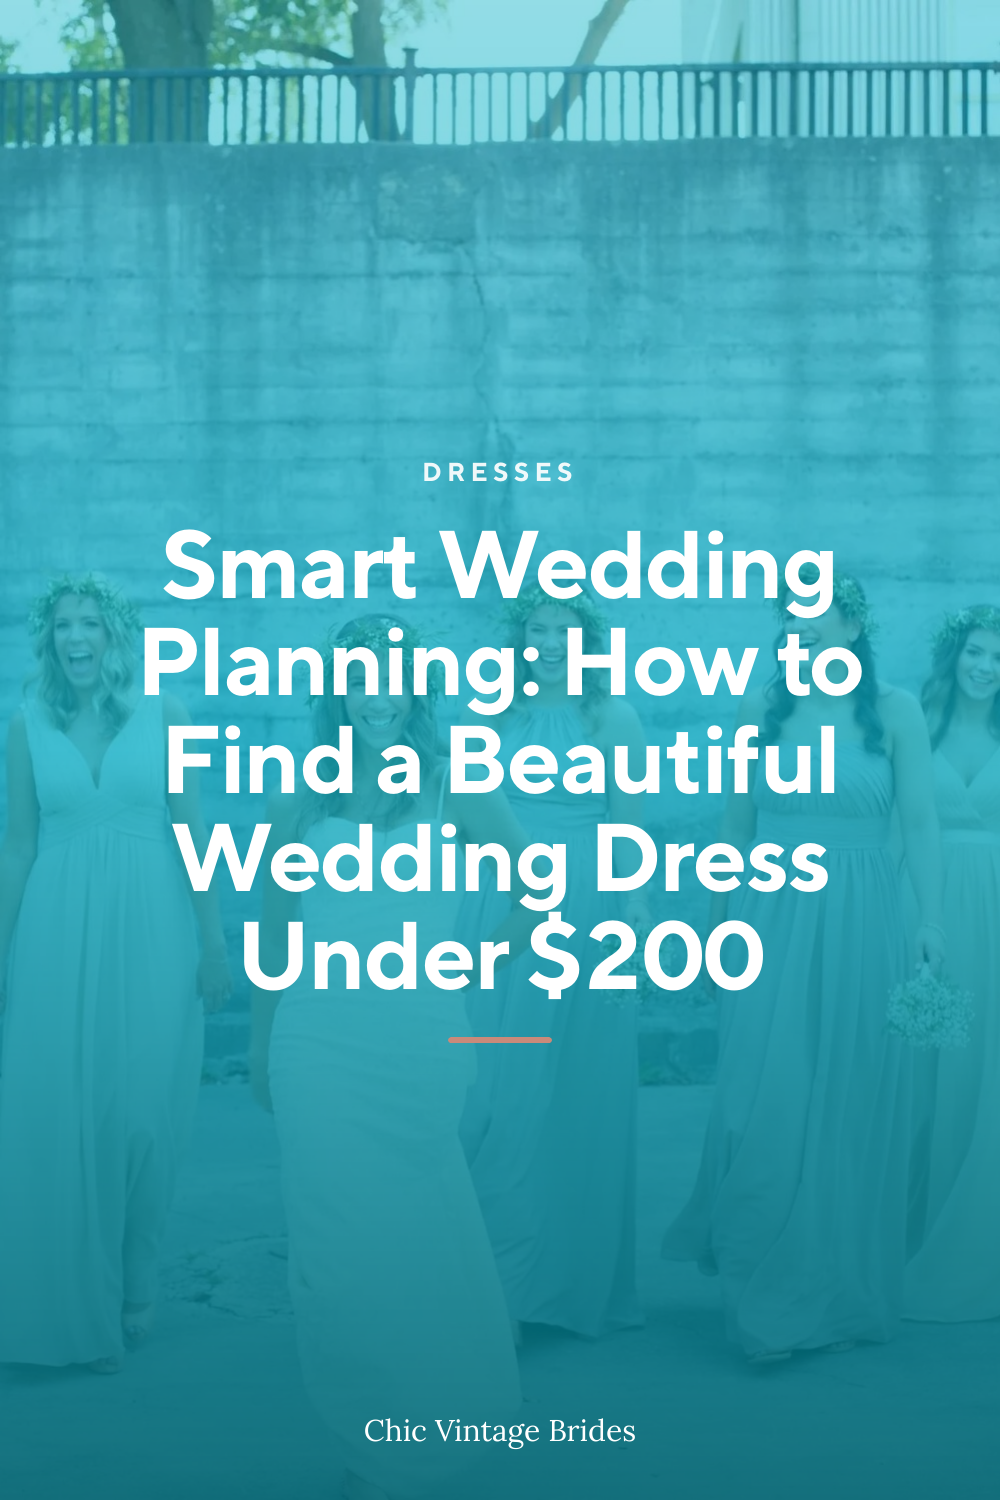 DRESSES
Smart Wedding
Planning: How to
Find a Beautiful
Wedding Dress
Under $200
Chic Vintage Brides